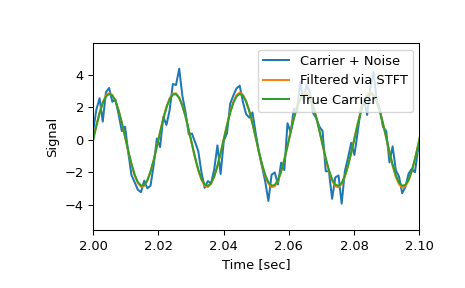 Carrier + Noise
Filtered via STFT
True Carrier
Signal
4
2
0
−2
−4
2.00 2.02 2.04 2.06 2.08 2.10
Time [sec]